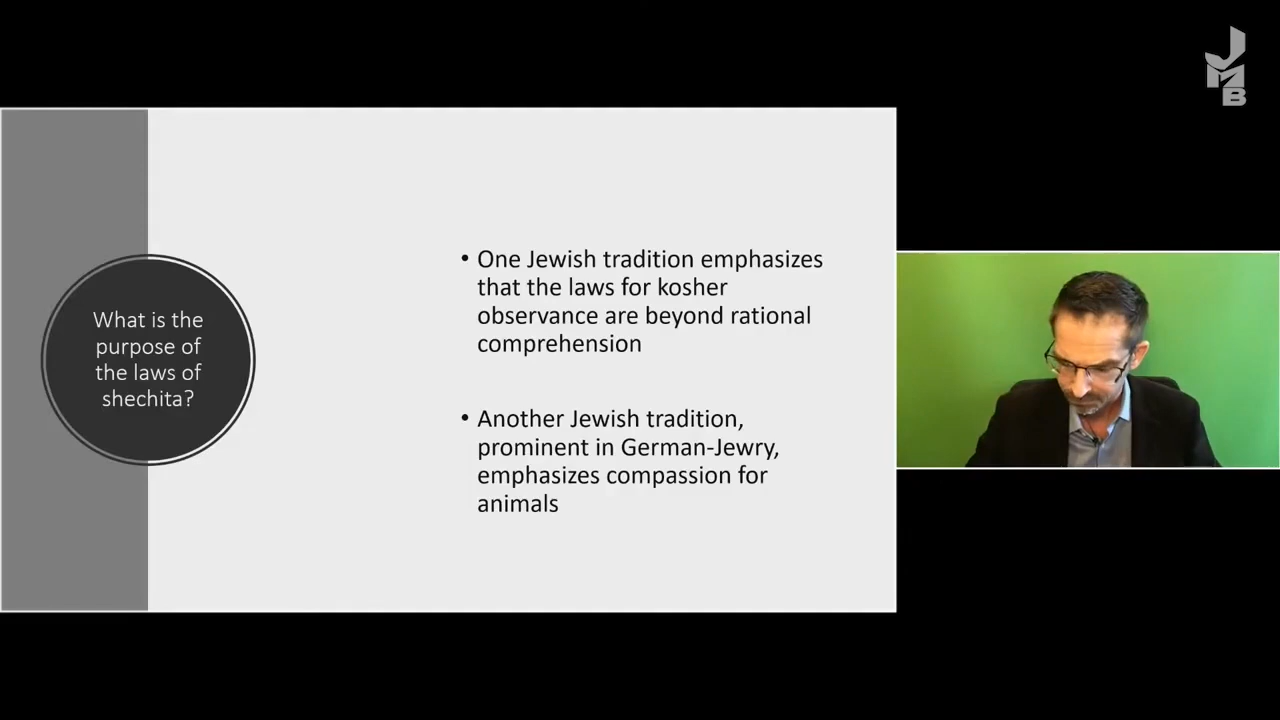 JMB
What is the
purpose of
the laws of
shechita?
• One Jewish tradition emphasizes
that the laws for kosher
observance are beyond rational
comprehension
• Another Jewish tradition,
prominent in German-Jewry,
emphasizes compassion for
animals